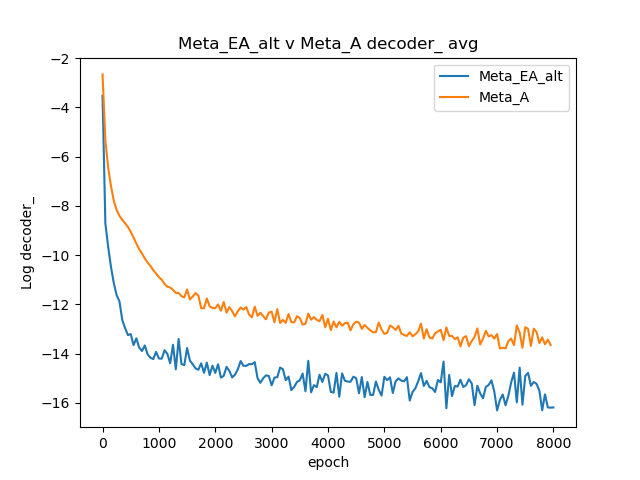 Meta_EA_alt v Meta_A decoder_ avg
Meta_EA_alt
Meta_A
Log decoder_
−2
−4
−6
−8
−10
−12
−14
−16
0 1000 2000 3000 4000 5000 6000 7000 8000
epoch